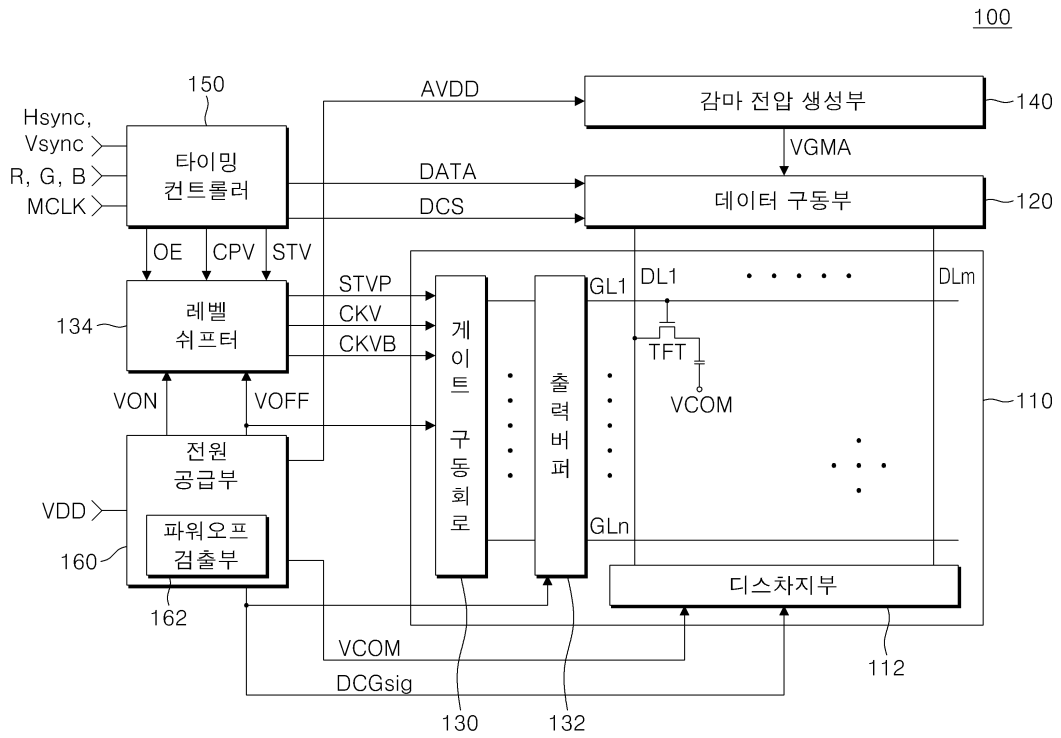 100
150
AVDD
감마 전압 생성부
140
Hsync,
Vsync
R, G, B
MCLK
타이밍
컨트롤러
VGMA
DATA
DCS
데이터 구동부
120
OE
CPV
STV
DL1
DLm
134
레벨
쉬프터
STVP
CKV
CKVB
게이트 구동회로
출력버퍼
GL1
TFT
VCOM
110
VON
VOFF
전원
공급부
VDD
파워오프
검출부
160
162
GLn
디스차지부
VCOM
DCGsig
130
132
112